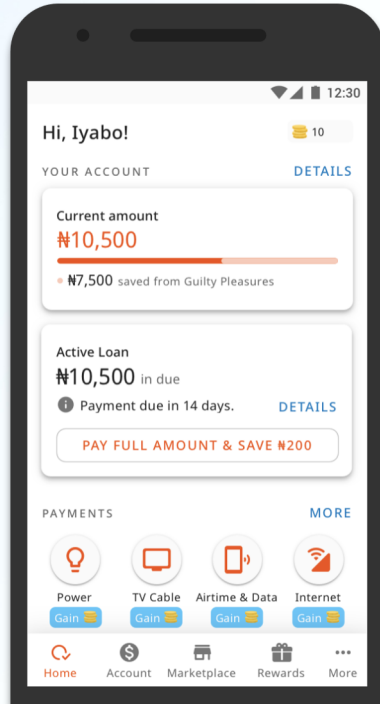 12:30
Hi, Iyabo!
10
YOUR ACCOUNT DETAILS
Current amount
₦10,500
₦7,500 saved from Guilty Pleasures
Active Loan
₦10,500 in due
Payment due in 14 days. DETAILS
PAY FULL AMOUNT & SAVE ₦200
PAYMENTS MORE
Power TV Cable Airtime & Data Internet
Gain Gain Gain Gain
Home Account Marketplace Rewards More